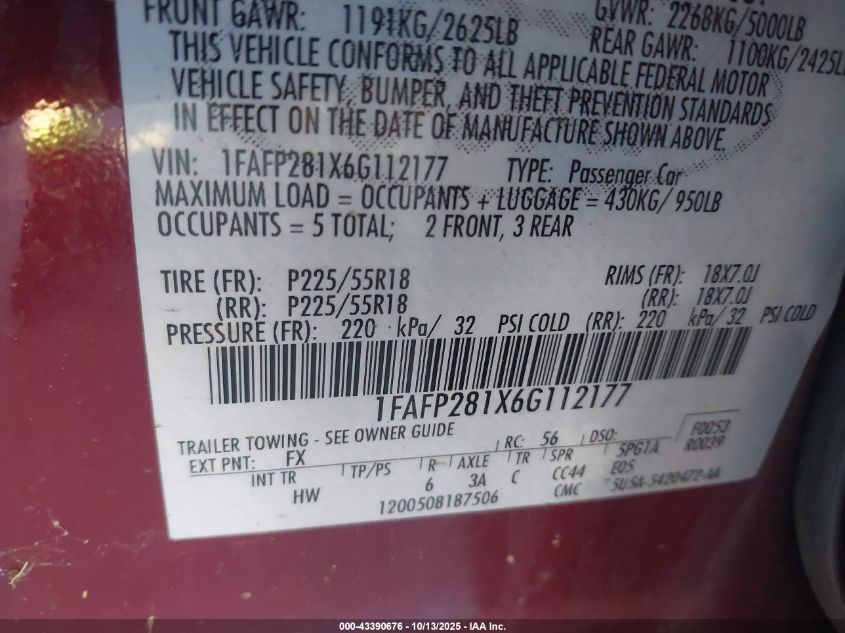 FRONT GAWR: 1191KG/2625LB GVWR: 2268KG/5000LB
REAR GAWR: 1100KG/2425L
THIS VEHICLE CONFORMS TO ALL APPLICABLE FEDERAL MOTOR
VEHICLE SAFETY, BUMPER, AND THEFT PREVENTION STANDARDS
IN EFFECT ON THE DATE OF MANUFACTURE SHOWN ABOVE.
VIN: 1FAFP281X6G112177 TYPE: Passenger Car
MAXIMUM LOAD = OCCUPANTS + LUGGAGE = 430KG/ 950LB
OCCUPANTS = 5 TOTAL; 2 FRONT, 3 REAR
TIRE (FR): P225/55R18 RIMS (FR): 18X7.0J
(RR): P225/55R18 (RR): 18X7.0J
PRESSURE (FR): 220 kPa/ 32 PSI COLD (RR): 220 kPa/ 32 PSI COLD
1FAFP281X6G112177
TRAILER TOWING - SEE OWNER GUIDE
EXT PNT: FX RC: 56 DSO: F0053
R0039
INT TR TP/PS R AXLE TR SPR 5PG1A
HW 6 3A C CC44 E05
1200508187506 CMC 5U5A-5420472-AA
000-43390676 - 10/13/2025 - IAA Inc.